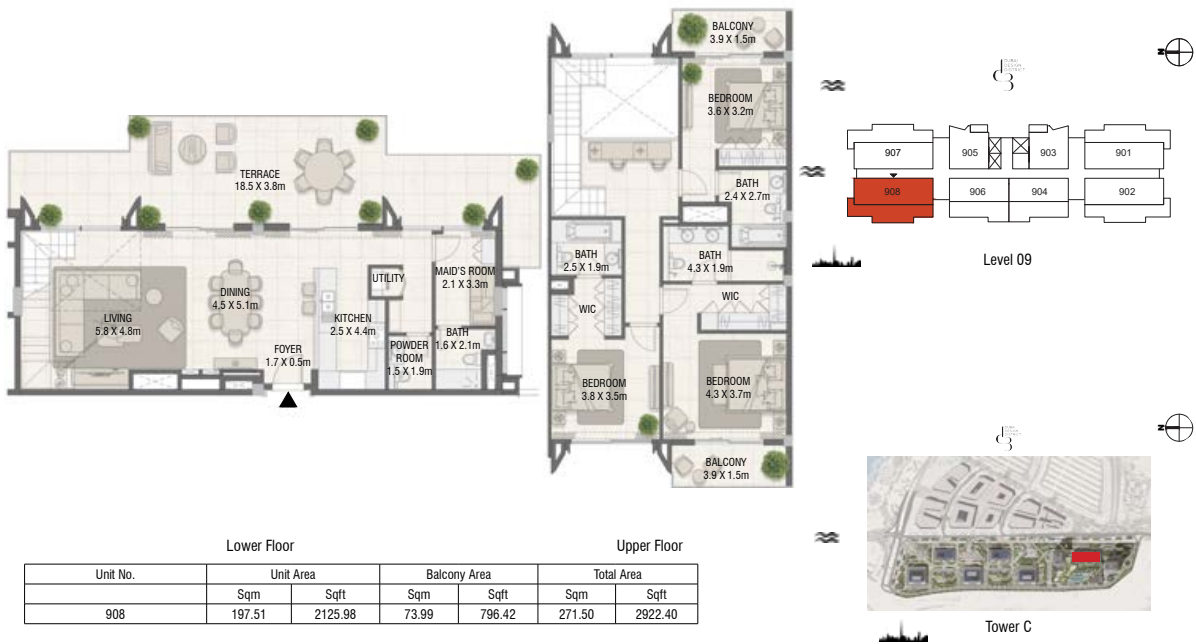 BALCONY
3.9 X 1.5m
BEDROOM
3.6 X 3.2m
TERRACE
18.5 X 3.8m
BATH
2.4 X 2.7m
BATH
2.5 X 1.9m
BATH
4.3 X 1.9m
UTILITY
MAID'S ROOM
2.1 X 3.3m
DINING
4.5 X 5.1m
LIVING
5.8 X 4.8m
KITCHEN
2.5 X 4.4m
FOYER
1.7 X 0.5m
POWDER
ROOM
1.5 X 1.9m
BATH
1.6 X 2.1m
WIC
WIC
BEDROOM
3.8 X 3.5m
BEDROOM
4.3 X 3.7m
BALCONY
3.9 X 1.5m
Lower Floor
Upper Floor
Unit No. Unit Area Balcony Area Total Area
Sqm Sqft Sqm Sqft Sqm Sqft
908 197.51 2125.98 73.99 796.42 271.50 2922.40
DUBAI
DESIGN
DISTRICT
d3
N
907 905 903 901
908 906 904 902
Level 09
d3
N
Tower C